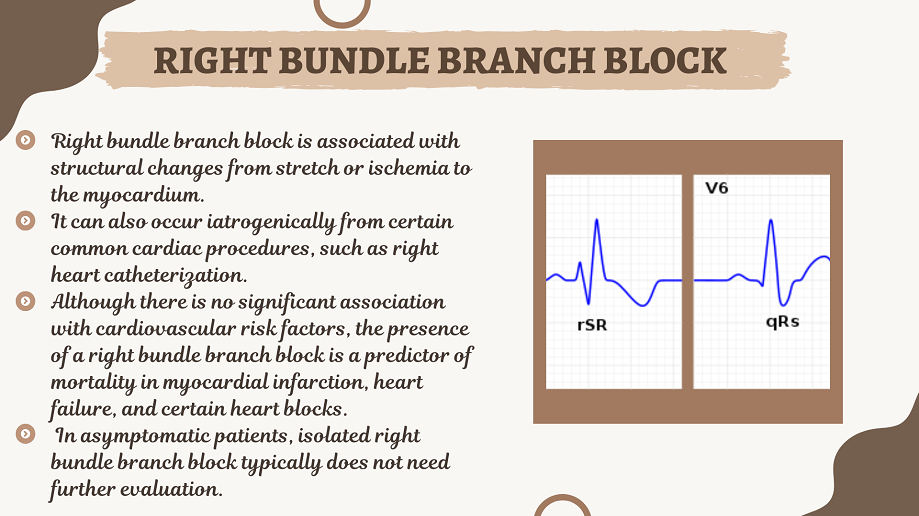 RIGHT BUNDLE BRANCH BLOCK
Right bundle branch block is associated with
structural changes from stretch or ischemia to
the myocardium.
It can also occur iatrogenically from certain
common cardiac procedures, such as right
heart catheterization.
Although there is no significant association
with cardiovascular risk factors, the presence
of a right bundle branch block is a predictor of
mortality in myocardial infarction, heart
failure, and certain heart blocks.
In asymptomatic patients, isolated right
bundle branch block typically does not need
further evaluation.
V6
rSR
qRs